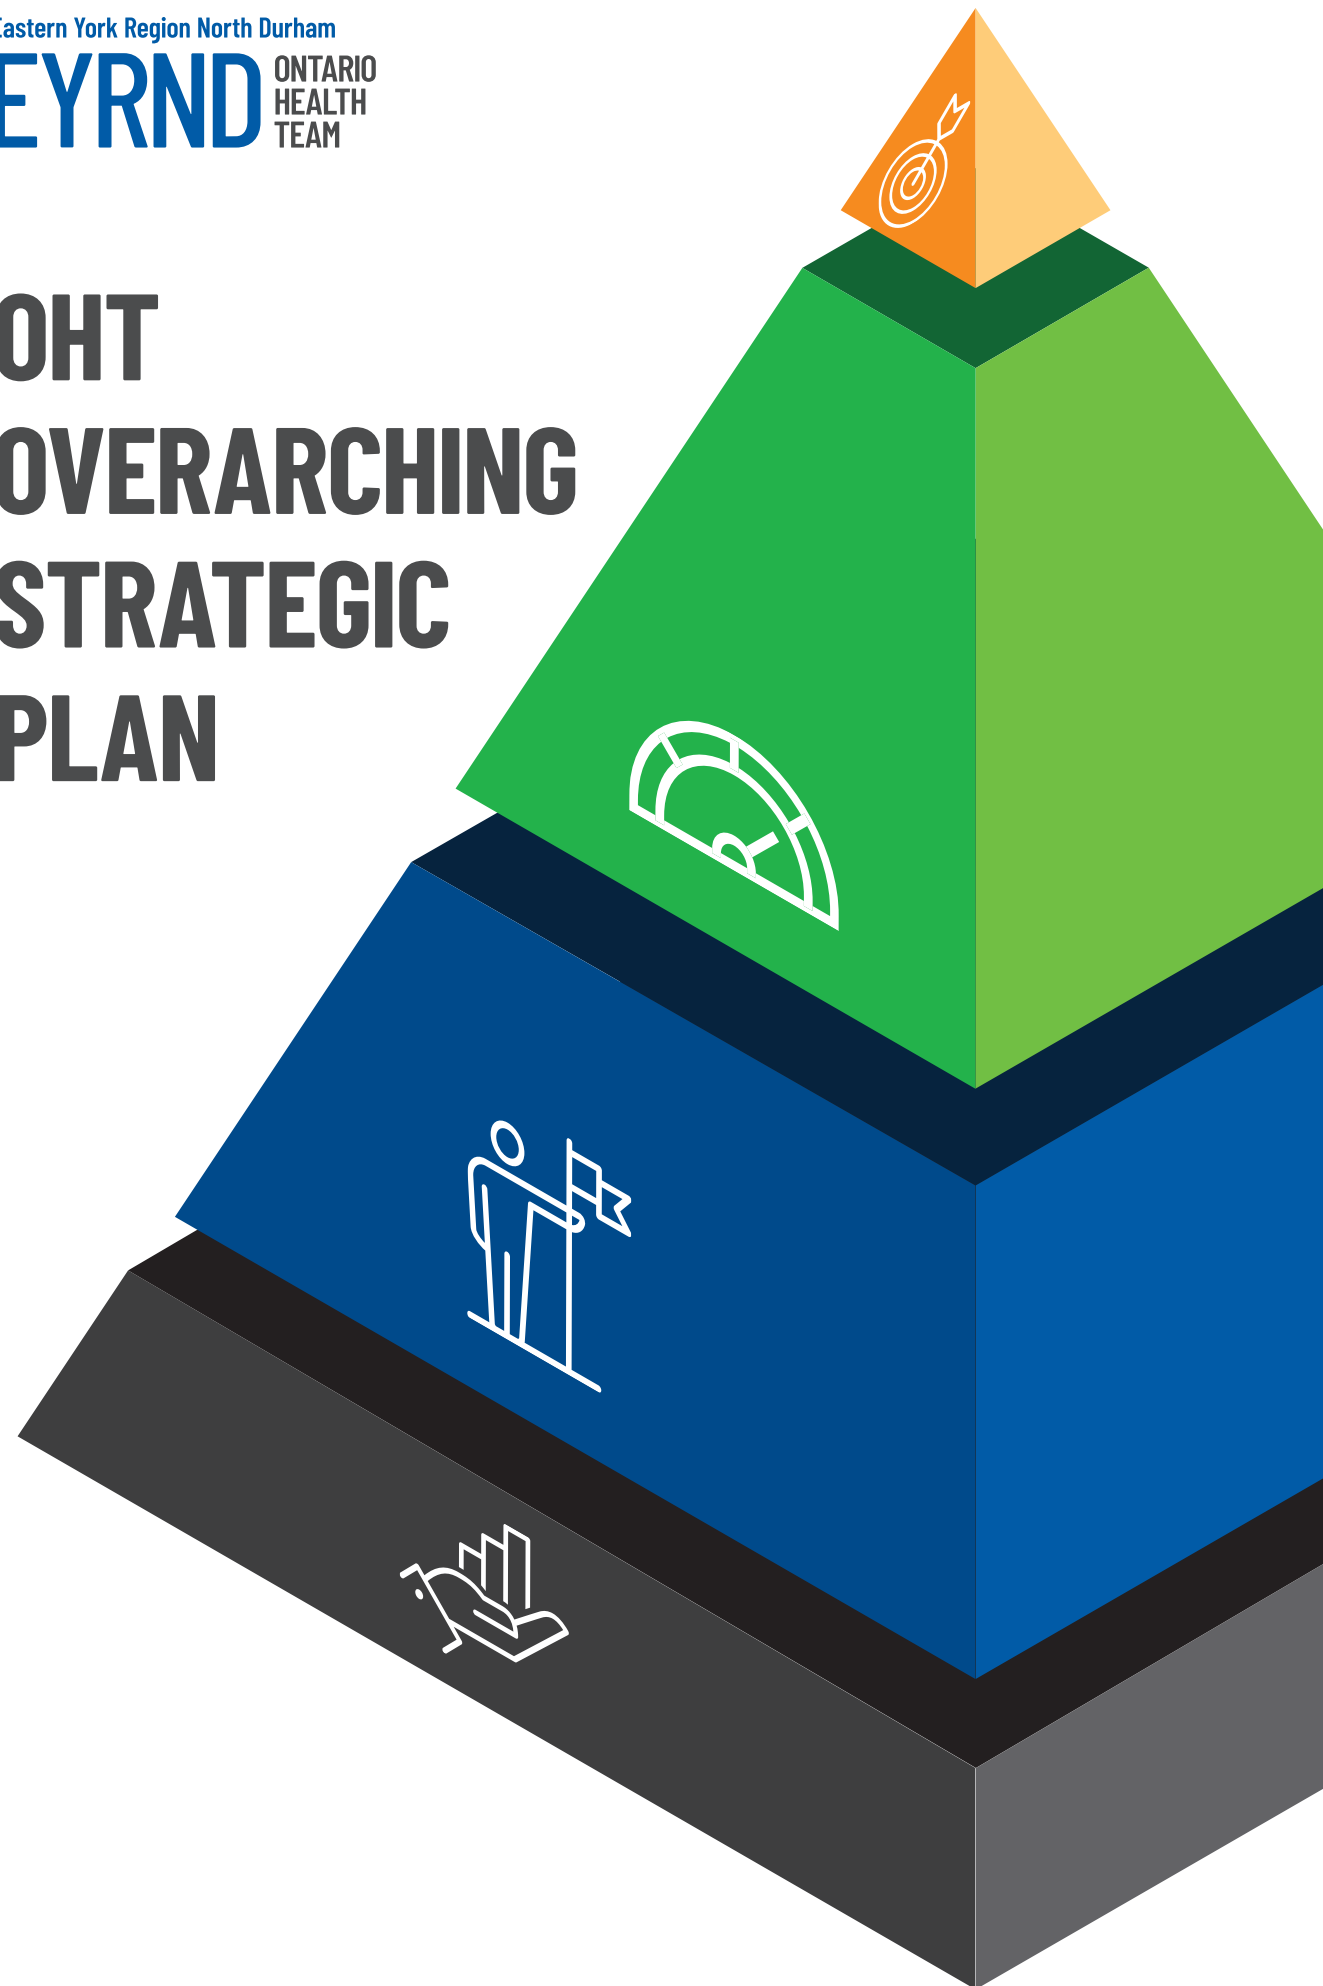 Eastern York Region North Durham
EYRND
ONTARIO
HEALTH
TEAM
OHT
OVERARCHING
STRATEGIC
PLAN